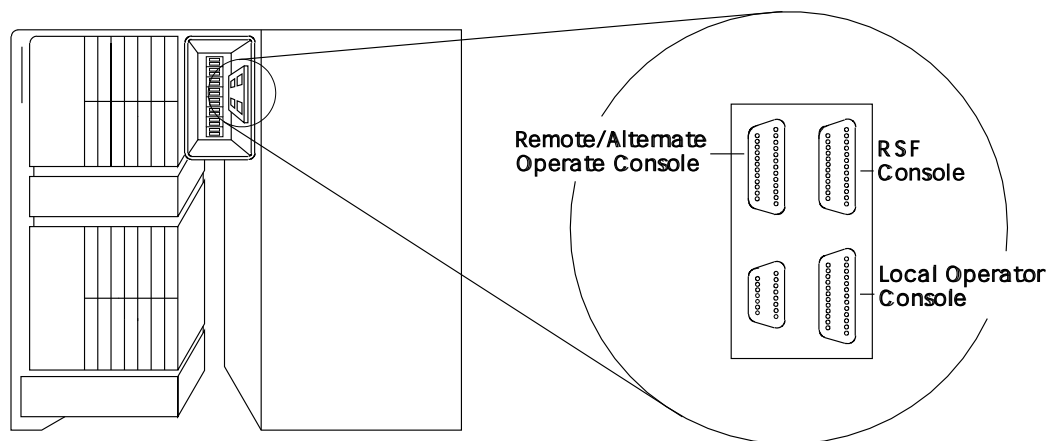 Remote/Alternate
Operate Console
RSF
Console
Local Operator
Console